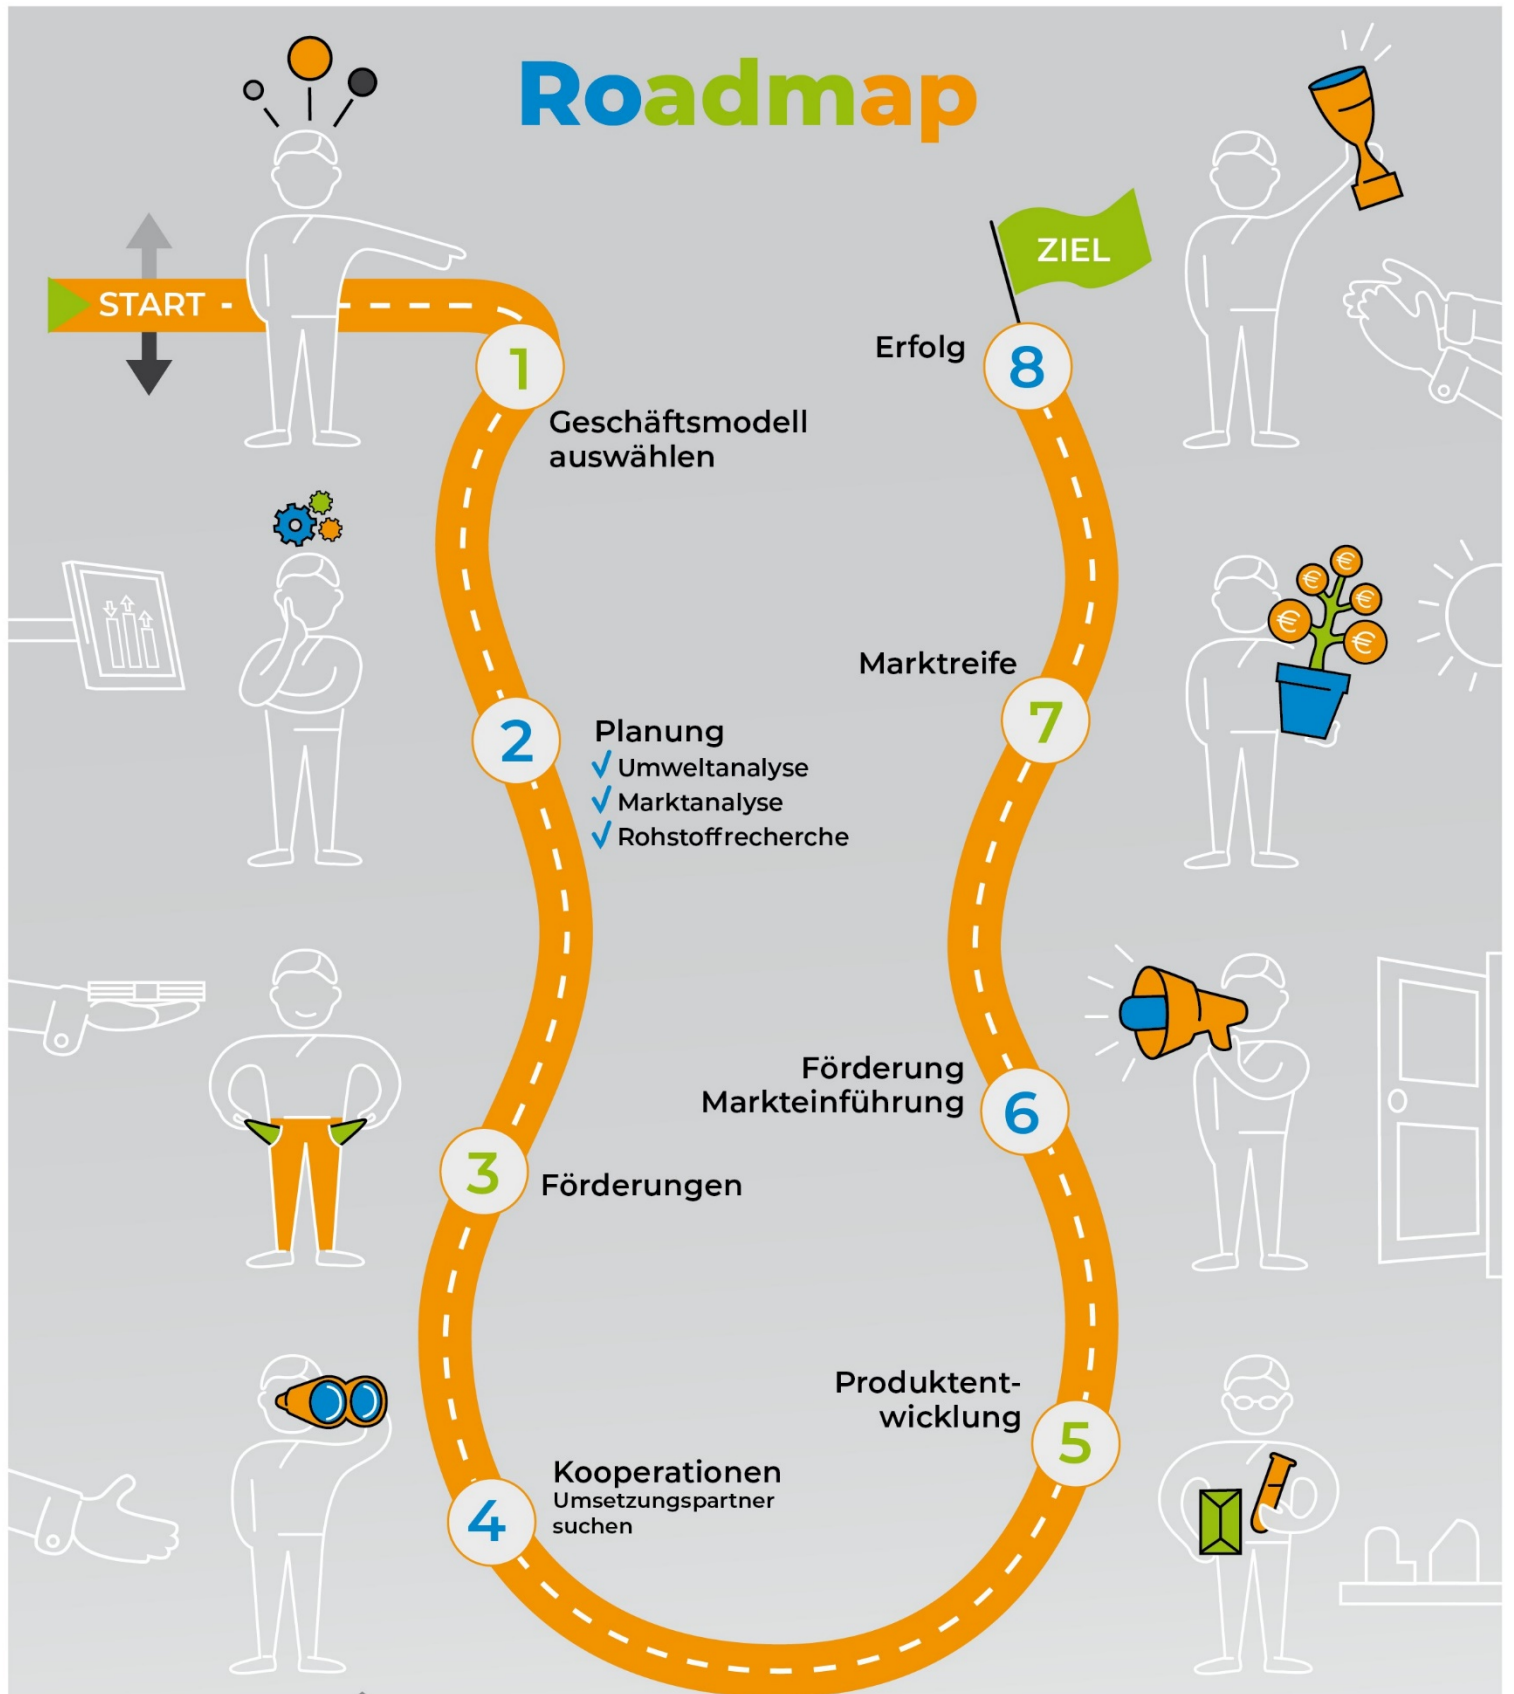 Roadmap
START
1
Geschäftsmodell
auswählen
2
Planung
Umweltanalyse
Marktanalyse
Rohstoffrecherche
3
Förderungen
4
Kooperationen
Umsetzungspartner
suchen
5
Produktent-
wicklung
6
Förderung
Markteinführung
7
Marktreife
€
€
€
€
€
8
Erfolg
ZIEL